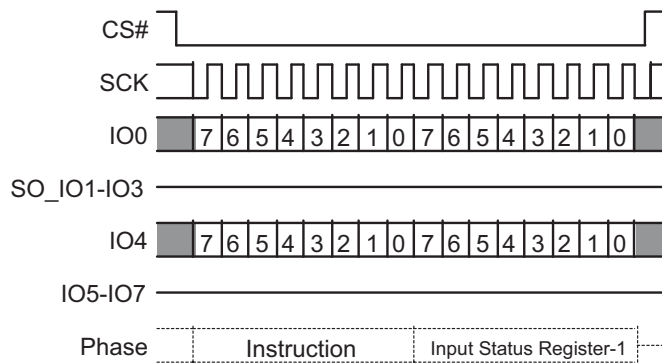 CS#
SCK
IO0 7 6 5 4 3 2 1 0 7 6 5 4 3 2 1 0
SO_IO1-IO3
IO4 7 6 5 4 3 2 1 0 7 6 5 4 3 2 1 0
IO5-IO7
Phase Instruction Input Status Register-1